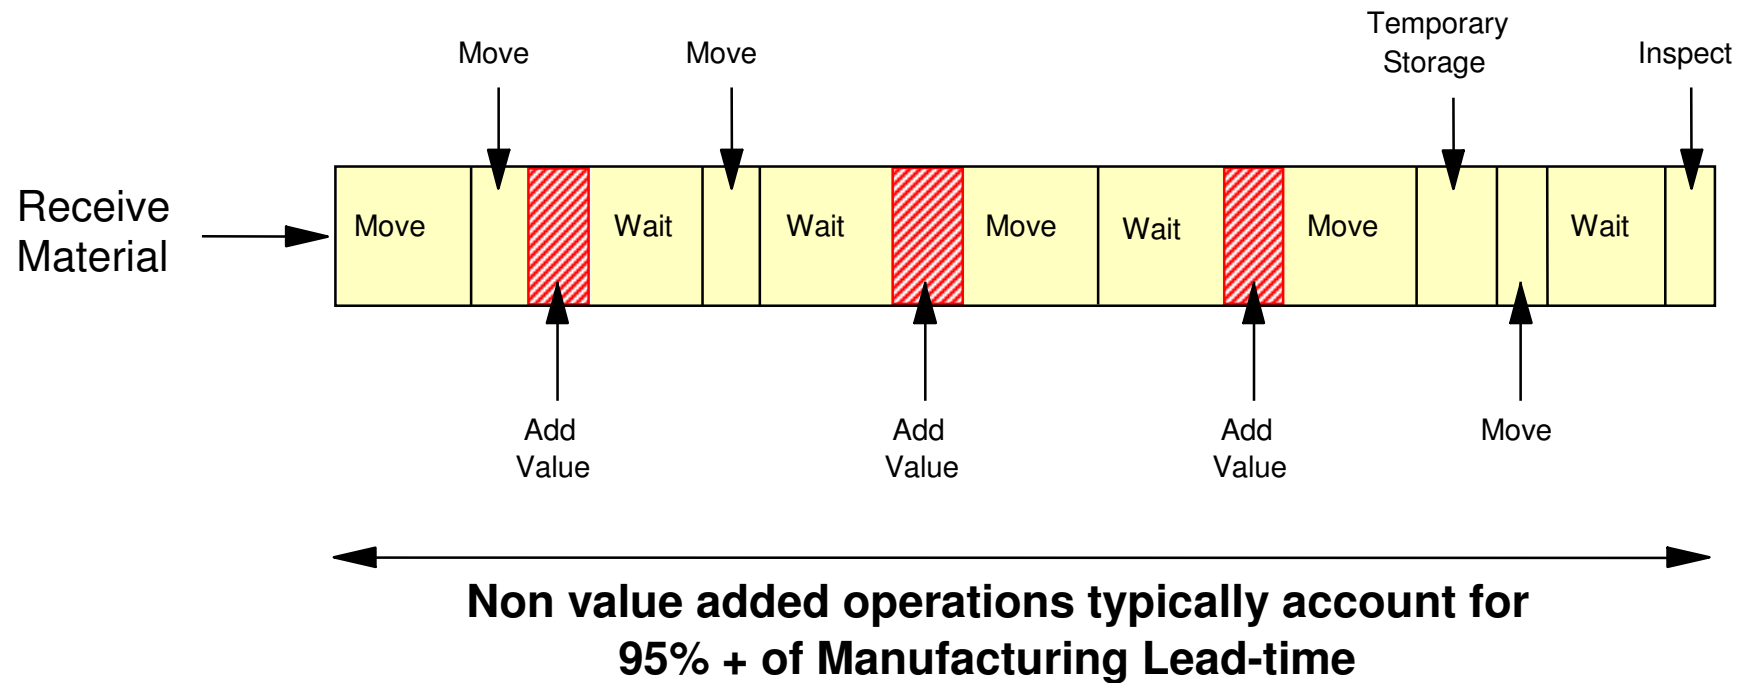 Temporary
Storage
Move
Move
Inspect
Receive
Material
Move
Wait
Wait
Move
Wait
Move
Wait
Add
Value
Add
Value
Add
Value
Move
Non value added operations typically account for
95% + of Manufacturing Lead-time